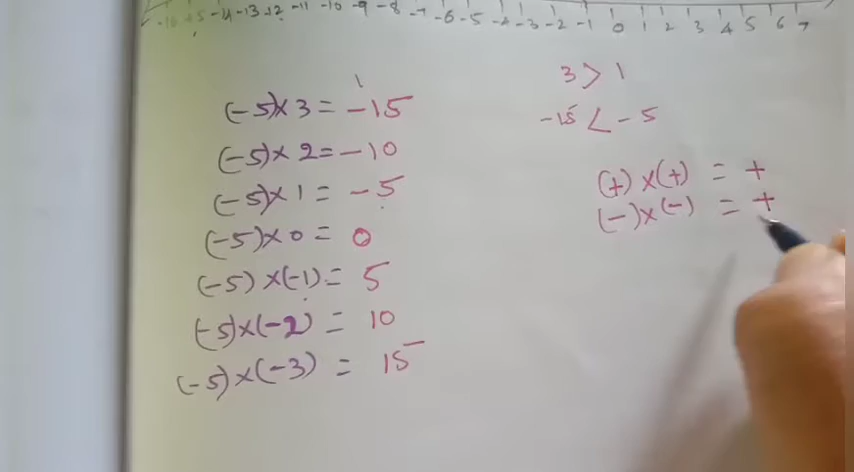 -15 -14 -13 -12 -11 -10 -9 -8 -7 -6 -5 -4 -3 -2 -1 0 1 2 3 4 5 6 7
(-5)×3 = -15
(-5)×2 = -10
(-5)×1 = -5
(-5)×0 = 0
(-5)×(-1) = 5
(-5)×(-2) = 10
(-5)×(-3) = 15
3 > 1
-15 < -5
(+)×(+) = +
(-)×(-) = +